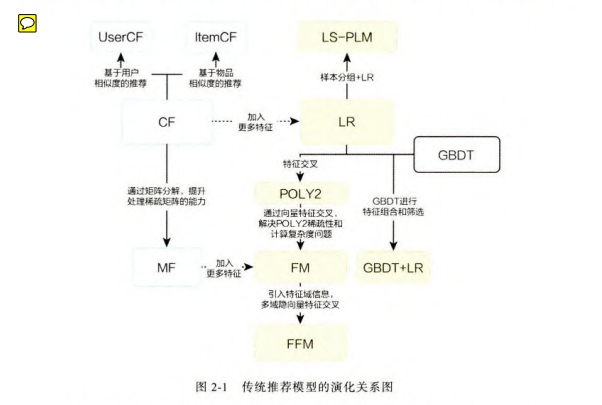 UserCF
ItemCF
LS-PLM
基于用户
相似度的推荐
基于物品
相似度的推荐
样本分组+LR
CF
加入
更多特征
LR
GBDT
特征交叉
通过矩阵分解、提升
处理稀疏矩阵的能力
POLY2
GBDT进行
特征组合和筛选
通过向量特征交叉,
解决POLY2稀疏性和
计算复杂度问题
MF
加入
更多特征
FM
GBDT+LR
引入特征域信息,
多域隐向量特征交叉
FFM
图 2-1 传统推荐模型的演化关系图